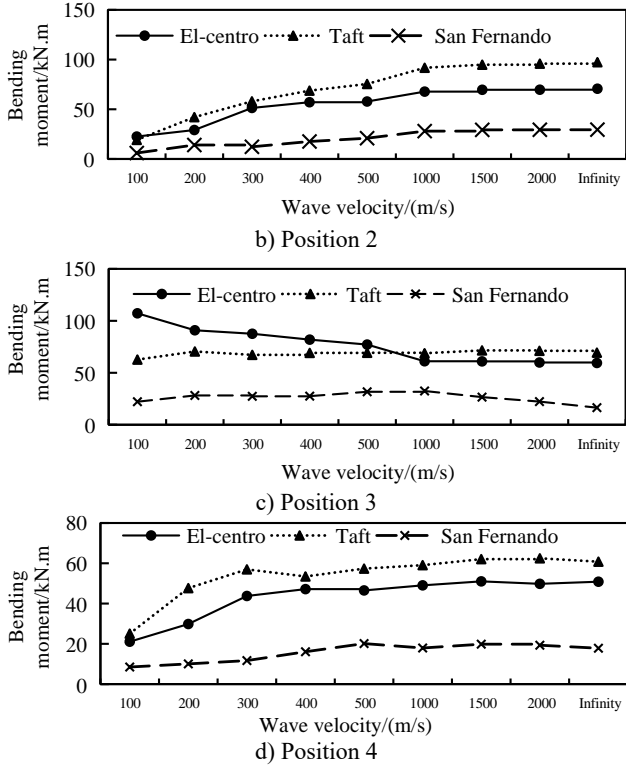 150
El-centro Taft San Fernando
Bending
moment/kN.m
100
50
0
100 200 300 400 500 1000 1500 2000 Infinity
Wave velocity/(m/s)
b) Position 2
150
El-centro Taft San Fernando
Bending
moment/kN.m
100
50
0
100 200 300 400 500 1000 1500 2000 Infinity
Wave velocity/(m/s)
c) Position 3
80
El-centro Taft San Fernando
Bending
moment/kN.m
60
40
20
0
100 200 300 400 500 1000 1500 2000 Infinity
Wave velocity/(m/s)
d) Position 4